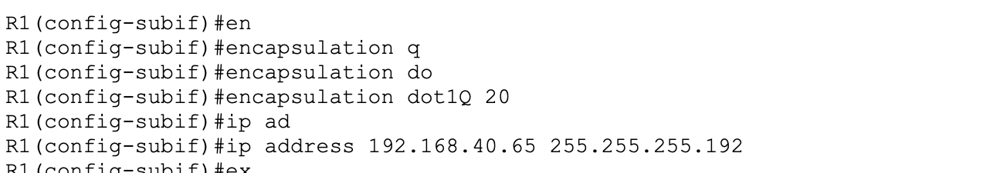 R1(config-subif)#en
R1(config-subif)#encapsulation q
R1(config-subif)#encapsulation do
R1(config-subif)#encapsulation dot1Q 20
R1(config-subif)#ip ad
R1(config-subif)#ip address 192.168.40.65 255.255.255.192
R1(config-subif)#ex